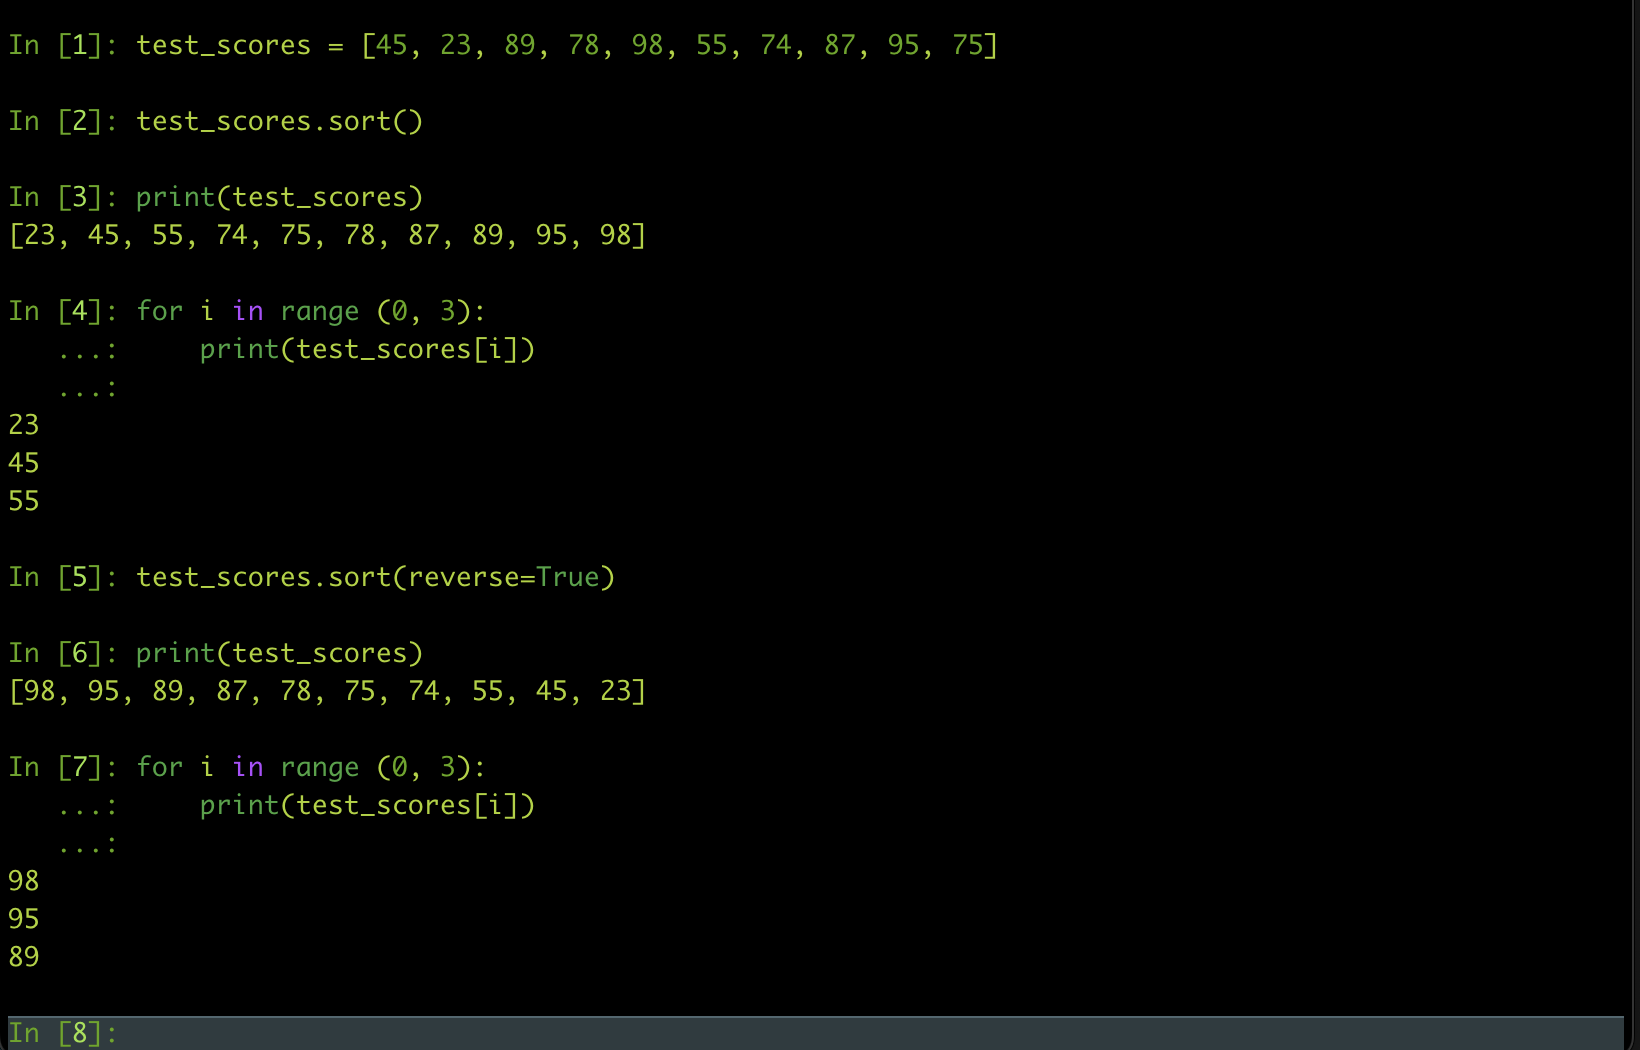 In [1]: test_scores = [45, 23, 89, 78, 98, 55, 74, 87, 95, 75]
In [2]: test_scores.sort()
In [3]: print(test_scores)
[23, 45, 55, 74, 75, 78, 87, 89, 95, 98]
In [4]: for i in range (0, 3):
   ...:     print(test_scores[i])
   ...:
23
45
55
In [5]: test_scores.sort(reverse=True)
In [6]: print(test_scores)
[98, 95, 89, 87, 78, 75, 74, 55, 45, 23]
In [7]: for i in range (0, 3):
   ...:     print(test_scores[i])
   ...:
98
95
89
In [8]: